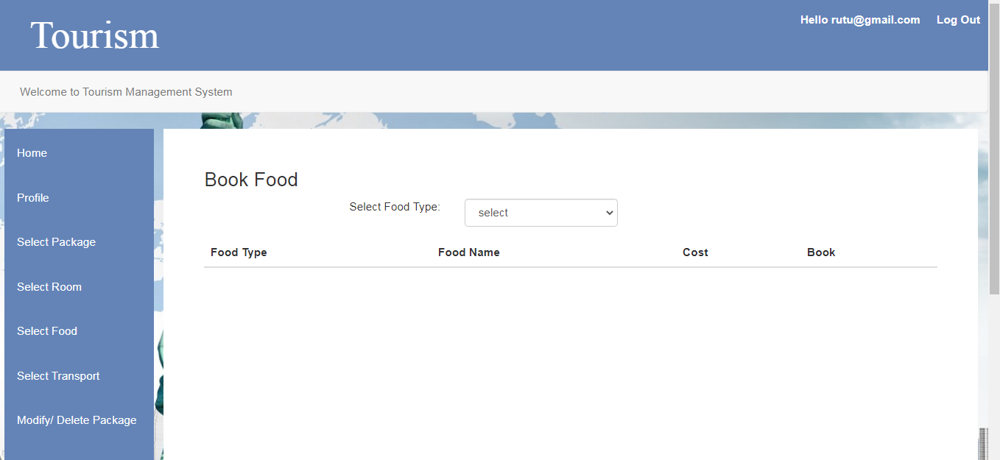 Tourism
Hello rutu@gmail.com Log Out
Welcome to Tourism Management System
Home
Profile
Select Package
Select Room
Select Food
Select Transport
Modify/ Delete Package
Book Food
Select Food Type: select
Food Type Food Name Cost Book